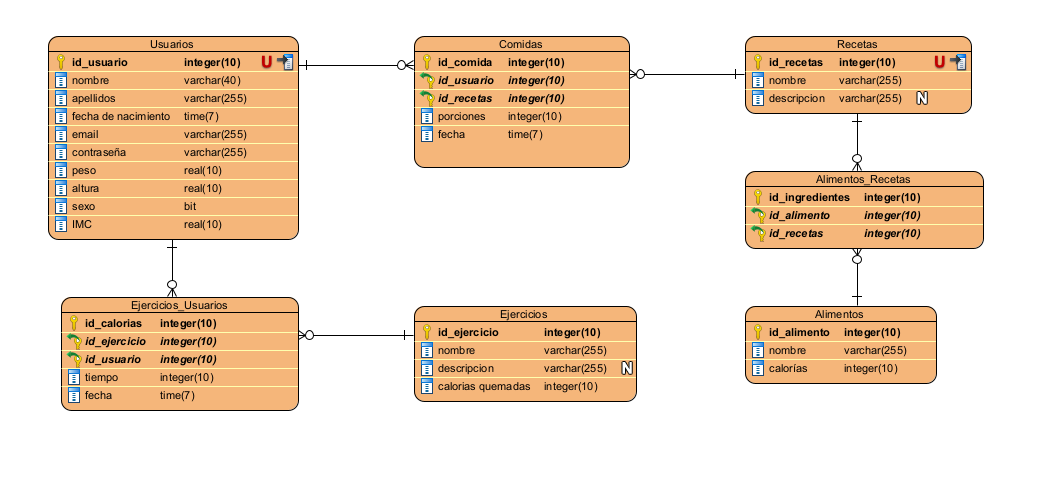 Usuarios
id_usuario integer(10) U
nombre varchar(40)
apellidos varchar(255)
fecha de nacimiento time(7)
email varchar(255)
contraseña varchar(255)
peso real(10)
altura real(10)
sexo bit
IMC real(10)
Comidas
id_comida integer(10)
id_usuario integer(10)
id_recetas integer(10)
porciones integer(10)
fecha time(7)
Recetas
id_recetas integer(10) U
nombre varchar(255)
descripcion varchar(255) N
Alimentos_Recetas
id_ingredientes integer(10)
id_alimento integer(10)
id_recetas integer(10)
Ejercicios_Usuarios
id_calorias integer(10)
id_ejercicio integer(10)
id_usuario integer(10)
tiempo integer(10)
fecha time(7)
Ejercicios
id_ejercicio integer(10)
nombre varchar(255)
descripcion varchar(255) N
calorias quemadas integer(10)
Alimentos
id_alimento integer(10)
nombre varchar(255)
calorías integer(10)